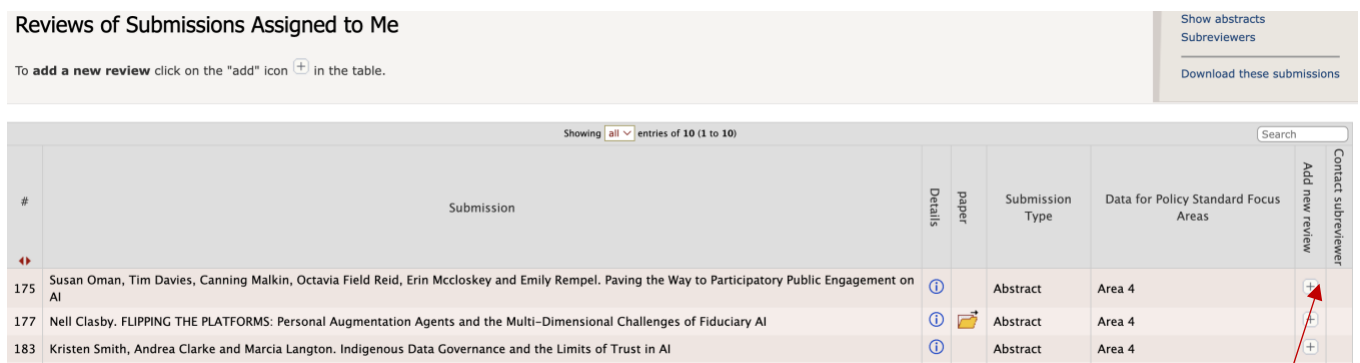 Reviews of Submissions Assigned to Me
To add a new review click on the "add" icon + in the table.
Show abstracts
Subreviewers
Download these submissions
Showing all entries of 10 (1 to 10)
Search
#
Submission
Details
paper
Submission
Type
Data for Policy Standard Focus
Areas
Add new review
Contact subreviewer
175
Susan Oman, Tim Davies, Canning Malkin, Octavia Field Reid, Erin Mccloskey and Emily Rempel. Paving the Way to Participatory Public Engagement on
AI
Abstract
Area 4
177 Nell Clasby. FLIPPING THE PLATFORMS: Personal Augmentation Agents and the Multi-Dimensional Challenges of Fiduciary AI Abstract Area 4
183 Kristen Smith, Andrea Clarke and Marcia Langton. Indigenous Data Governance and the Limits of Trust in AI Abstract Area 4